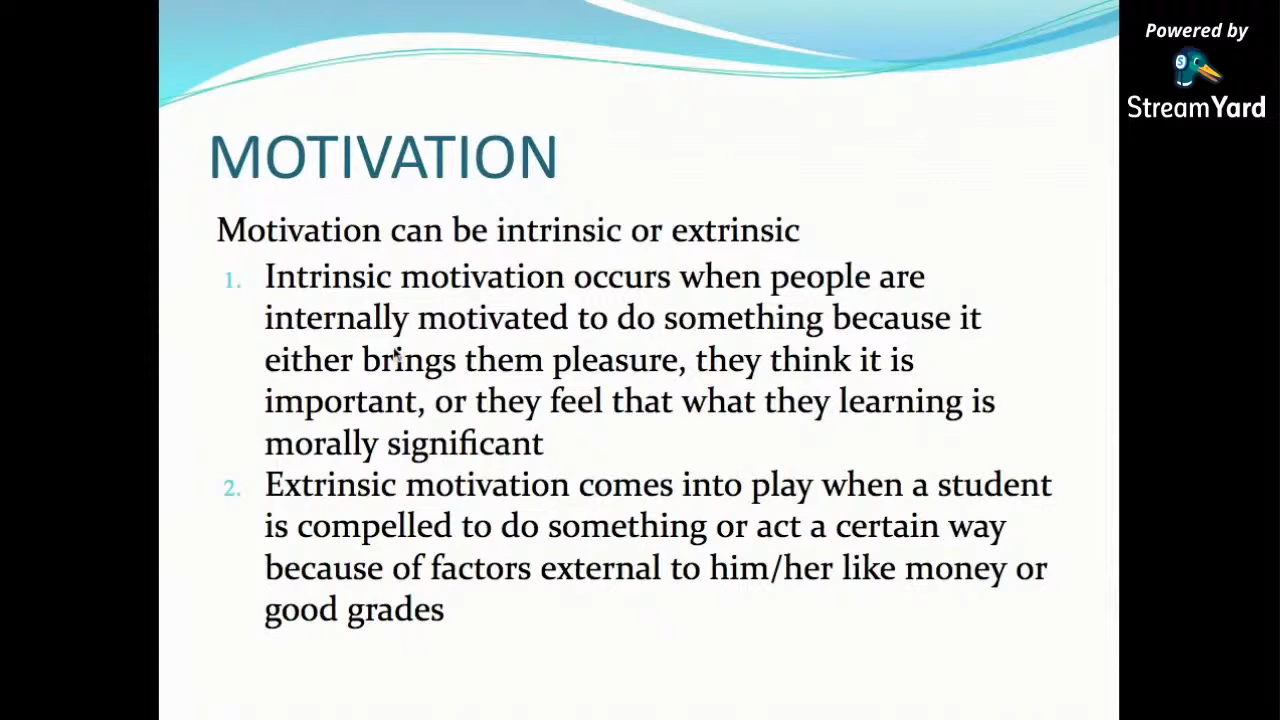 Powered by
StreamYard
MOTIVATION
Motivation can be intrinsic or extrinsic
1. Intrinsic motivation occurs when people are
internally motivated to do something because it
either brings them pleasure, they think it is
important, or they feel that what they learning is
morally significant
2. Extrinsic motivation comes into play when a student
is compelled to do something or act a certain way
because of factors external to him/her like money or
good grades